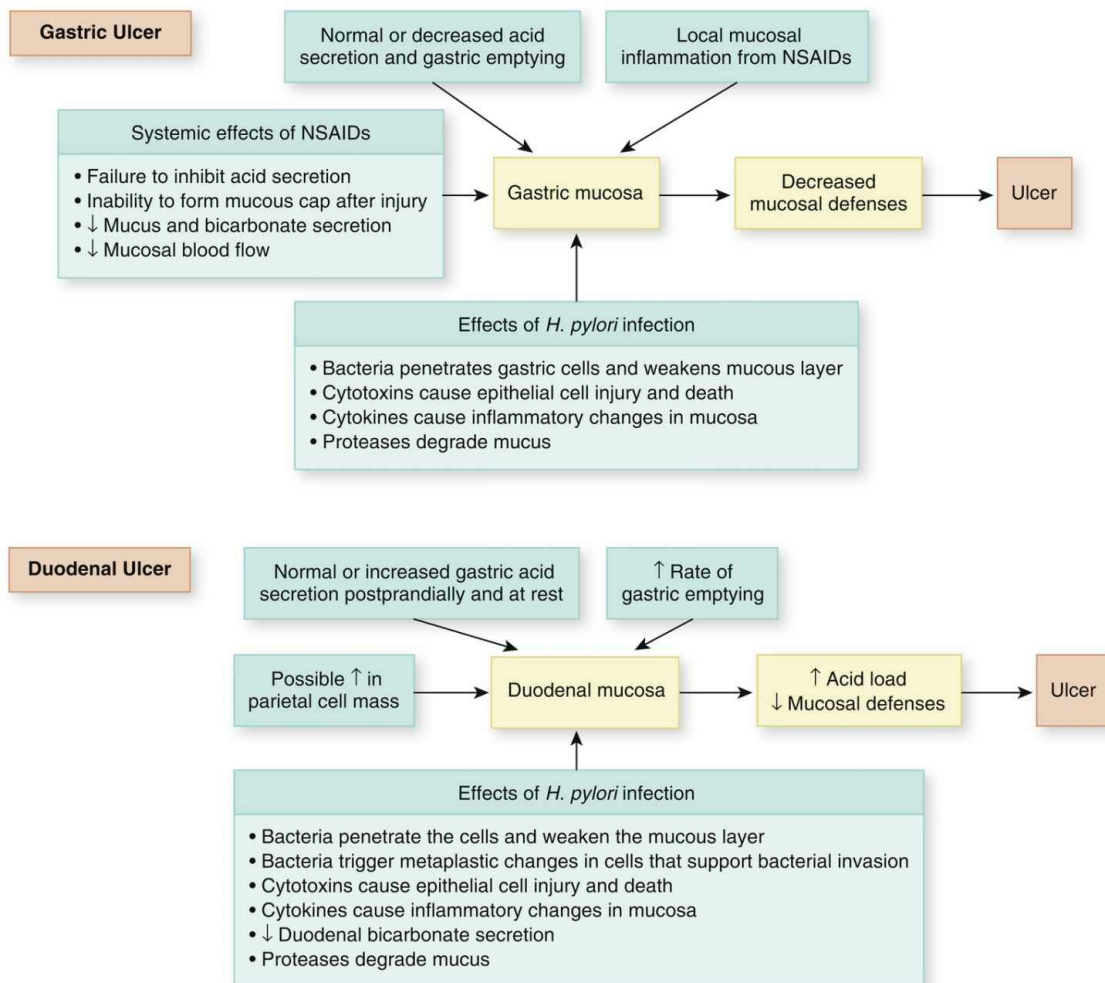 Gastric Ulcer
Normal or decreased acid
secretion and gastric emptying
Local mucosal
inflammation from NSAIDs
Systemic effects of NSAIDs
• Failure to inhibit acid secretion
• Inability to form mucous cap after injury
• ↓ Mucus and bicarbonate secretion
• ↓ Mucosal blood flow
Gastric mucosa
Decreased
mucosal defenses
Ulcer
Effects of H. pylori infection
• Bacteria penetrates gastric cells and weakens mucous layer
• Cytotoxins cause epithelial cell injury and death
• Cytokines cause inflammatory changes in mucosa
• Proteases degrade mucus
Duodenal Ulcer
Normal or increased gastric acid
secretion postprandially and at rest
↑ Rate of
gastric emptying
Possible ↑ in
parietal cell mass
Duodenal mucosa
↑ Acid load
↓ Mucosal defenses
Ulcer
Effects of H. pylori infection
• Bacteria penetrate the cells and weaken the mucous layer
• Bacteria trigger metaplastic changes in cells that support bacterial invasion
• Cytotoxins cause epithelial cell injury and death
• Cytokines cause inflammatory changes in mucosa
• ↓ Duodenal bicarbonate secretion
• Proteases degrade mucus